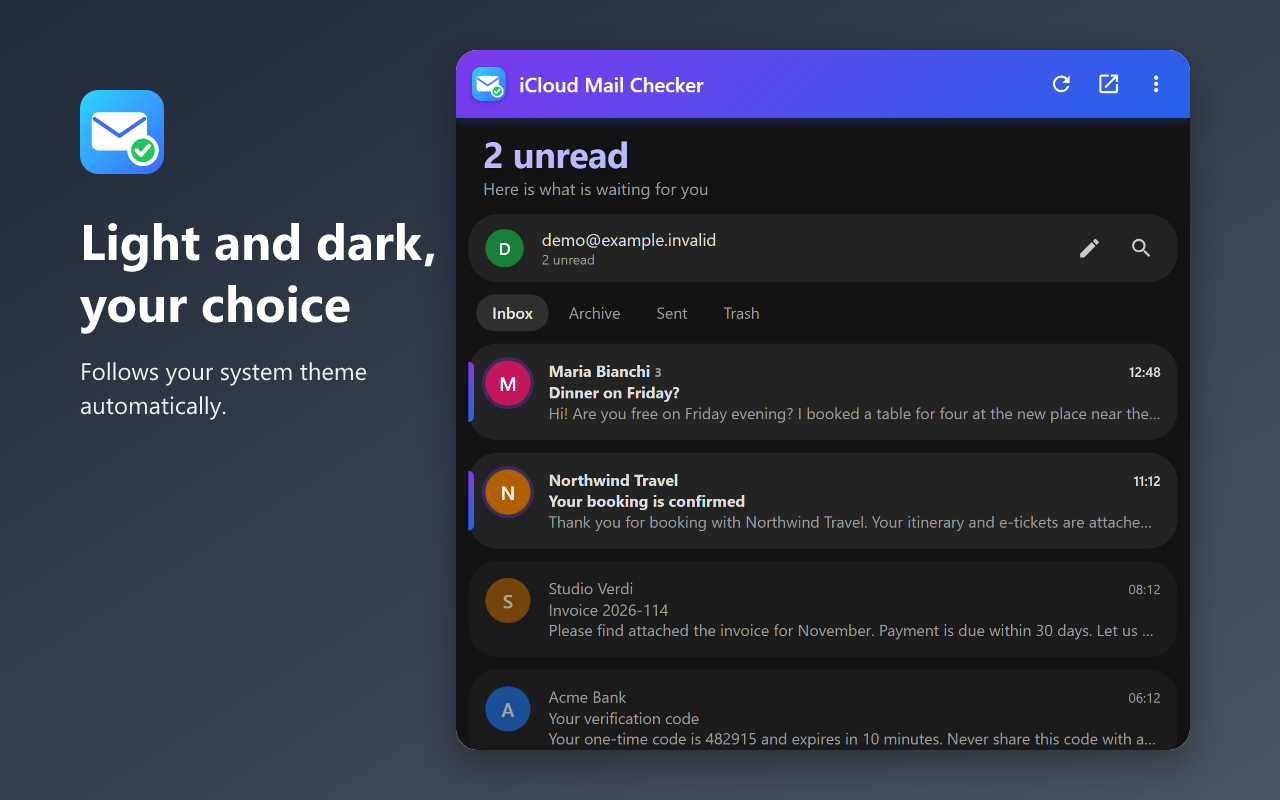 Light and dark,
your choice
Follows your system theme
automatically.
iCloud Mail Checker
2 unread
Here is what is waiting for you
D
demo@example.invalid
2 unread
Inbox
Archive
Sent
Trash
M
Maria Bianchi 3
12:48
Dinner on Friday?
Hi! Are you free on Friday evening? I booked a table for four at the new place near the...
N
Northwind Travel
11:12
Your booking is confirmed
Thank you for booking with Northwind Travel. Your itinerary and e-tickets are attache...
S
Studio Verdi
08:12
Invoice 2026-114
Please find attached the invoice for November. Payment is due within 30 days. Let us ...
A
Acme Bank
06:12
Your verification code
Your one-time code is 482915 and expires in 10 minutes. Never share this code with a...